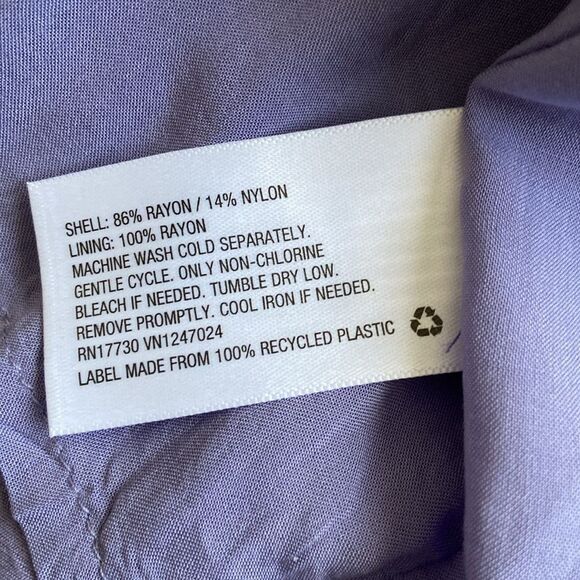 SHELL: 86% RAYON / 14% NYLON
LINING: 100% RAYON
MACHINE WASH COLD SEPARATELY.
GENTLE CYCLE. ONLY NON-CHLORINE
BLEACH IF NEEDED. TUMBLE DRY LOW.
REMOVE PROMPTLY. COOL IRON IF NEEDED.
RN17730 VN1247024
LABEL MADE FROM 100% RECYCLED PLASTIC